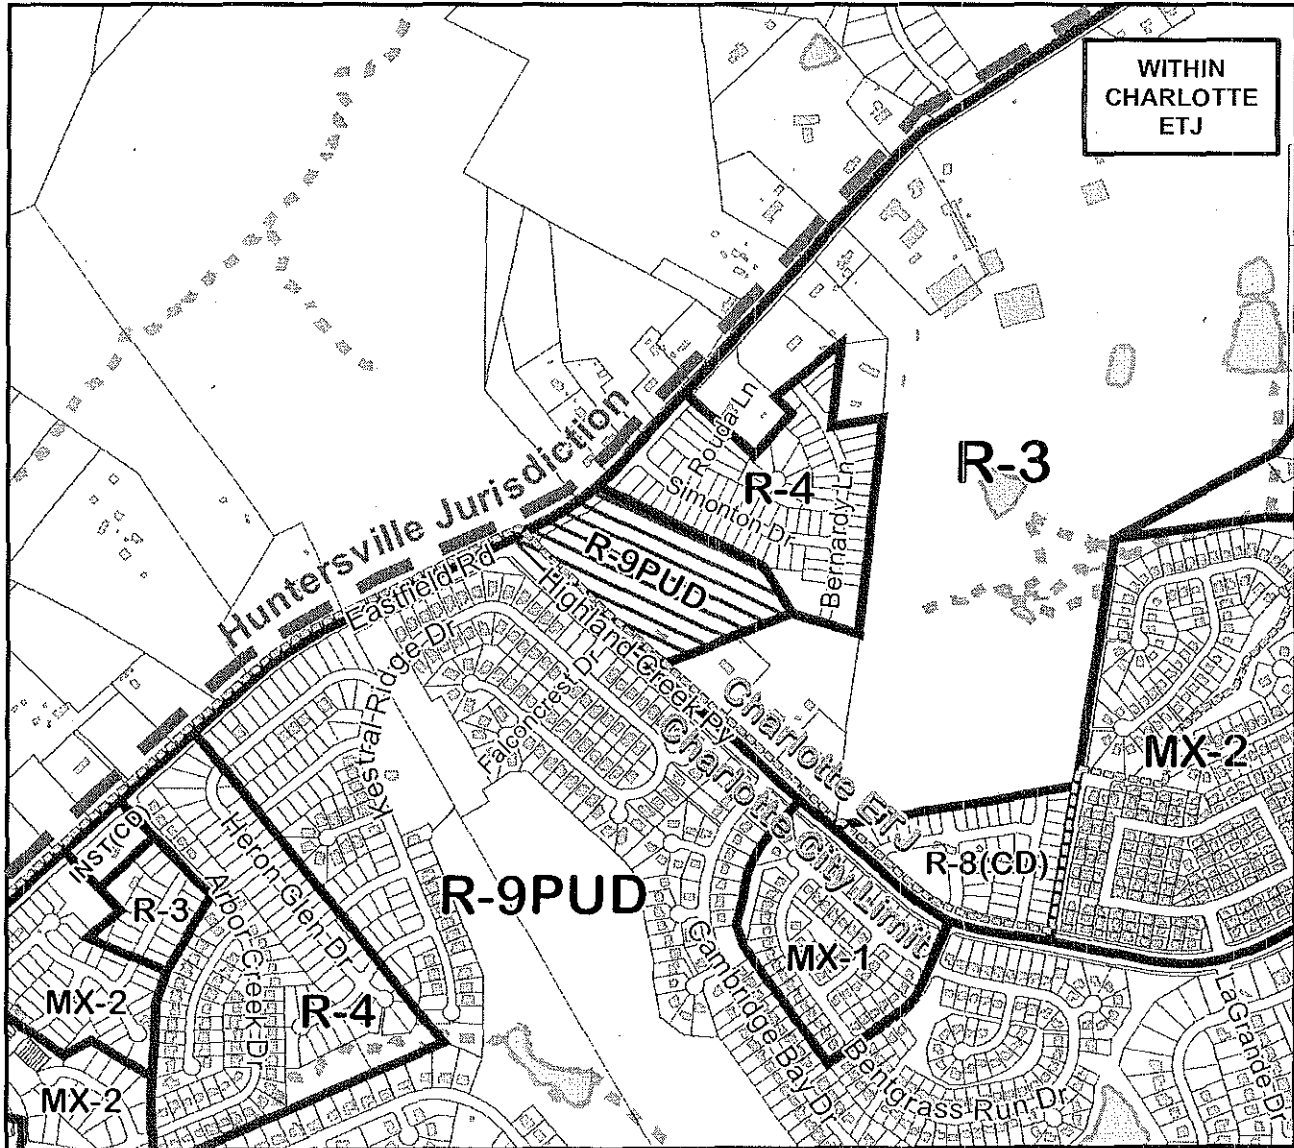 WITHIN
CHARLOTTE
ETJ
Huntersville Jurisdiction
Rouda Ln
R-3
R-4
Simonton Dr
Bernardy Ln
R-9PUD
Eastfield Rd
Highland Creek Py
Kestral Ridge Dr
Falconcrest Dr
Charlotte ETJ
Charlotte City Limit
MX-2
INST(CD)
Heron Glen Dr
R-8(CD)
R-9PUD
R-3
Arbor Creek Dr
MX-1
Cambridge Bay Dr
MX-2
R-4
LaGrande Dr
Bentgrass Run Dr
MX-2